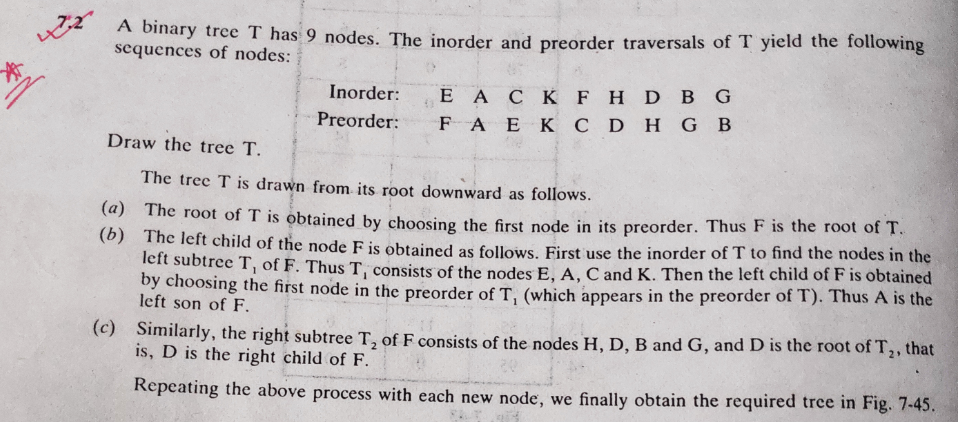 7.2 A binary tree T has 9 nodes. The inorder and preorder traversals of T yield the following
sequences of nodes:
Inorder: E A C K F H D B G
Preorder: F A E K C D H G B
Draw the tree T.
The tree T is drawn from its root downward as follows.
(a) The root of T is obtained by choosing the first node in its preorder. Thus F is the root of T.
(b) The left child of the node F is obtained as follows. First use the inorder of T to find the nodes in the
left subtree T₁ of F. Thus T₁ consists of the nodes E, A, C and K. Then the left child of F is obtained
by choosing the first node in the preorder of T₁ (which appears in the preorder of T). Thus A is the
left son of F.
(c) Similarly, the right subtree T₂ of F consists of the nodes H, D, B and G, and D is the root of T₂, that
is, D is the right child of F.
Repeating the above process with each new node, we finally obtain the required tree in Fig. 7-45.